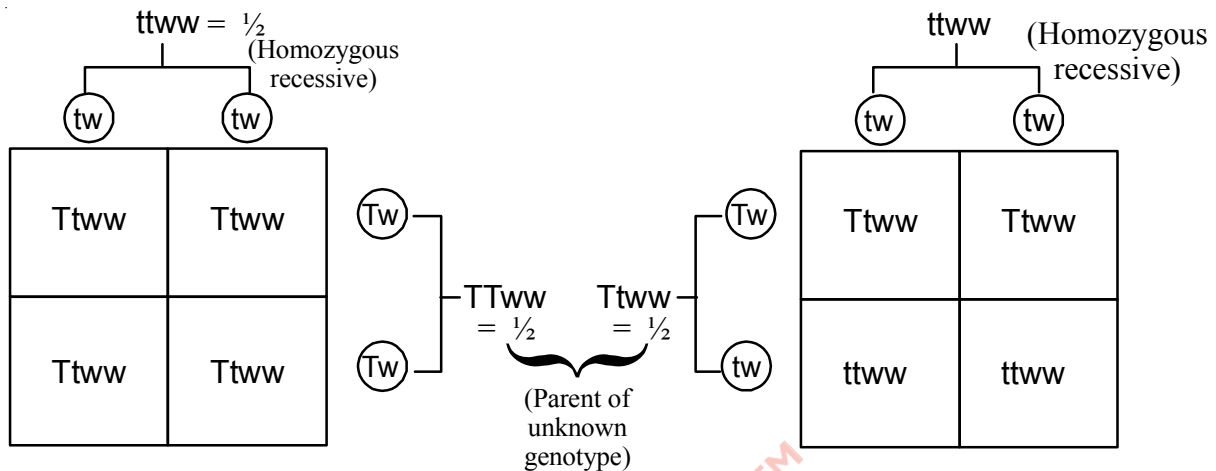 ttww = ½
(Homozygous
recessive)
tw tw
Ttww Ttww
Ttww Ttww
Tw
Tw
TTww
= ½
Ttww
= ½
(Parent of
unknown
genotype)
Tw
tw
ttww
(Homozygous
recessive)
tw tw
Ttww Ttww
ttww ttww